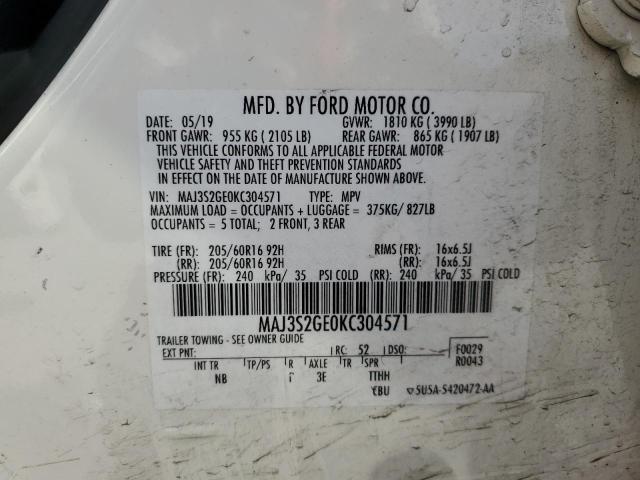 MFD. BY FORD MOTOR CO.
DATE: 05/19 GVWR: 1810 KG ( 3990 LB)
FRONT GAWR: 955 KG ( 2105 LB) REAR GAWR: 865 KG ( 1907 LB)
THIS VEHICLE CONFORMS TO ALL APPLICABLE FEDERAL MOTOR
VEHICLE SAFETY AND THEFT PREVENTION STANDARDS
IN EFFECT ON THE DATE OF MANUFACTURE SHOWN ABOVE.
VIN: MAJ3S2GE0KC304571 TYPE: MPV
MAXIMUM LOAD = OCCUPANTS + LUGGAGE = 375KG/ 827LB
OCCUPANTS = 5 TOTAL; 2 FRONT, 3 REAR
TIRE (FR): 205/60R16 92H RIMS (FR): 16x6.5J
(RR): 205/60R16 92H (RR): 16x6.5J
PRESSURE (FR): 240 kPa/ 35 PSI COLD (RR): 240 kPa/ 35 PSI COLD
MAJ3S2GE0KC304571
TRAILER TOWING - SEE OWNER GUIDE
EXT PNT: RC: 52 DSO: F0029
R0043
INT TR TP/PS R AXLE TR SPR
NB 3E TTHH
5U5A-5420472-AA